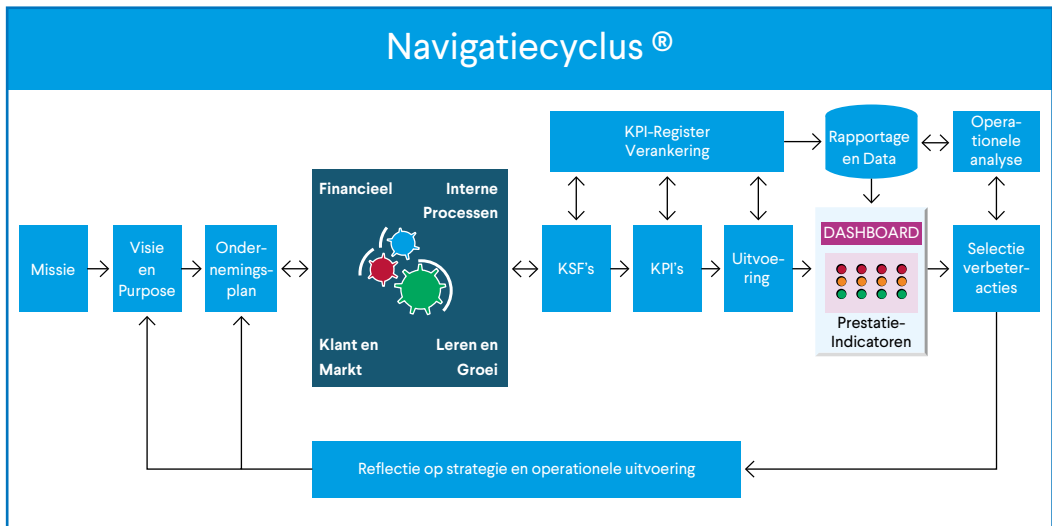 Navigatiecyclus ®
KPI-Register
Verankering
Rapportage
en Data
Opera-
tionele
analyse
Missie
Visie
en
Purpose
Onder-
nemings-
plan
Financieel
Interne
Processen
Klant en
Markt
Leren en
Groei
KSF's
KPI's
Uitvoe-
ring
DASHBOARD
Prestatie-
Indicatoren
Selectie
verbeter-
acties
Reflectie op strategie en operationele uitvoering